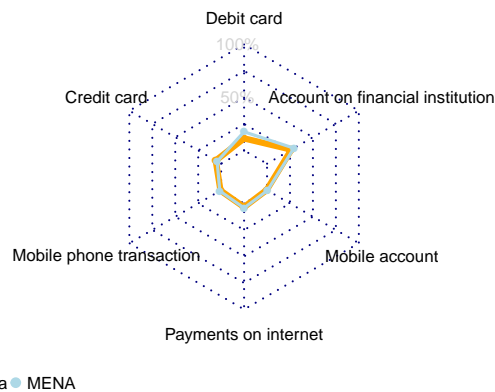 Debit card
100%
Credit card
50%
Account on financial institution
Mobile phone transaction
Mobile account
Payments on internet
a MENA